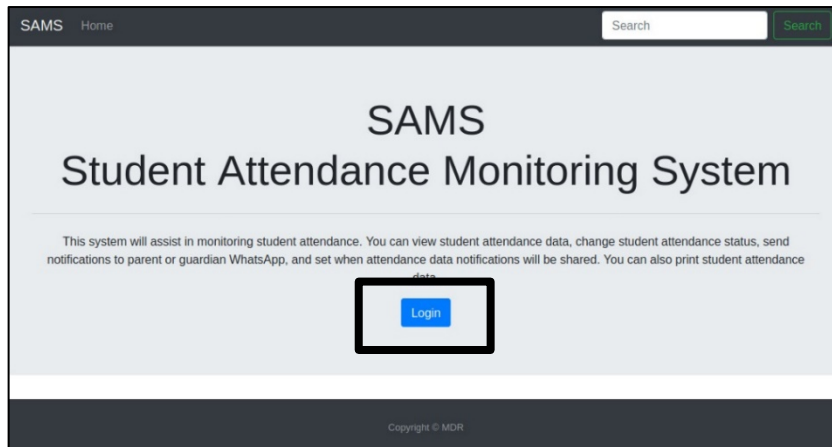 SAMS Home Search Search
SAMS
Student Attendance Monitoring System
This system will assist in monitoring student attendance. You can view student attendance data, change student attendance status, send
notifications to parent or guardian WhatsApp, and set when attendance data notifications will be shared. You can also print student attendance
data
Login
Copyright © MDR